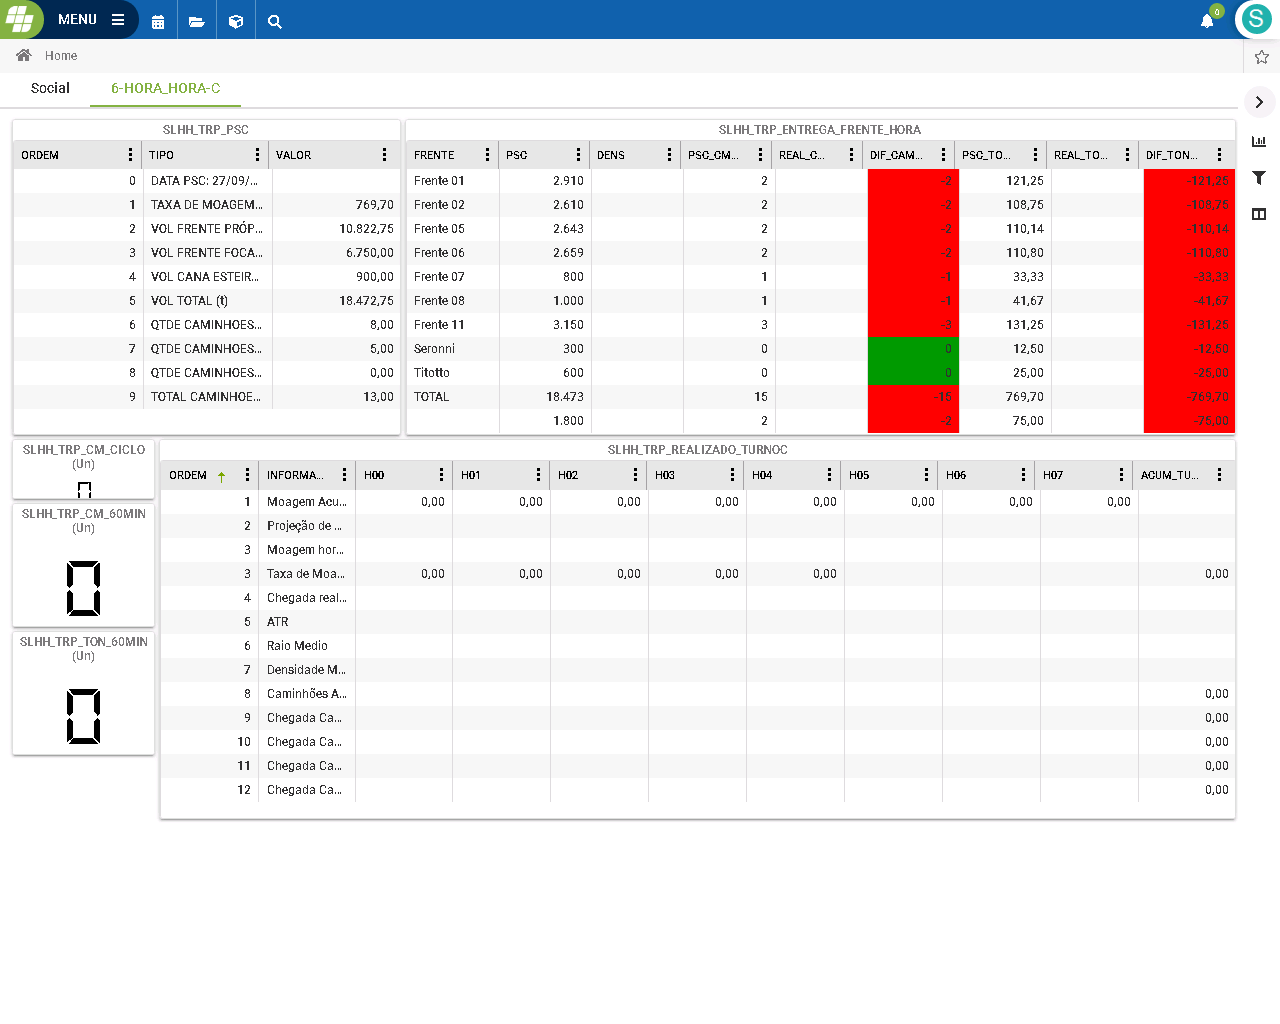 MENU
0
S
Home
Social 6-HORA_HORA-C
SLHH_TRP_PSC
ORDEM TIPO VALOR
0 DATA PSC: 27/09/...
1 TAXA DE MOAGEM... 769,70
2 VOL FRENTE PRÓP... 10.822,75
3 VOL FRENTE FOCA... 6.750,00
4 VOL CANA ESTEIR... 900,00
5 VOL TOTAL (t) 18.472,75
6 QTDE CAMINHOES... 8,00
7 QTDE CAMINHOES... 5,00
8 QTDE CAMINHOES... 0,00
9 TOTAL CAMINHOE... 13,00
SLHH_TRP_ENTREGA_FRENTE_HORA
FRENTE PSC DENS PSC_CM... REAL_C... DIF_CAM... PSC_TO... REAL_TO... DIF_TON...
Frente 01 2.910 2 -2 121,25 -121,25
Frente 02 2.610 2 -2 108,75 -108,75
Frente 05 2.643 2 -2 110,14 -110,14
Frente 06 2.659 2 -2 110,80 -110,80
Frente 07 800 1 -1 33,33 -33,33
Frente 08 1.000 1 -1 41,67 -41,67
Frente 11 3.150 3 -3 131,25 -131,25
Seronni 300 0 0 12,50 -12,50
Titotto 600 0 0 25,00 -25,00
TOTAL 18.473 15 -15 769,70 -769,70
1.800 2 -2 75,00 -75,00
SLHH_TRP_CM_CICLO
(Un)
0
SLHH_TRP_CM_60MIN
(Un)
0
SLHH_TRP_TON_60MIN
(Un)
0
SLHH_TRP_REALIZADO_TURNOC
ORDEM INFORMA... H00 H01 H02 H03 H04 H05 H06 H07 ACUM_TU...
1 Moagem Acu... 0,00 0,00 0,00 0,00 0,00 0,00 0,00 0,00
2 Projeção de ...
3 Moagem hor...
3 Taxa de Moa... 0,00 0,00 0,00 0,00 0,00 0,00
4 Chegada real...
5 ATR
6 Raio Medio
7 Densidade M...
8 Caminhões A... 0,00
9 Chegada Ca... 0,00
10 Chegada Ca... 0,00
11 Chegada Ca... 0,00
12 Chegada Ca... 0,00